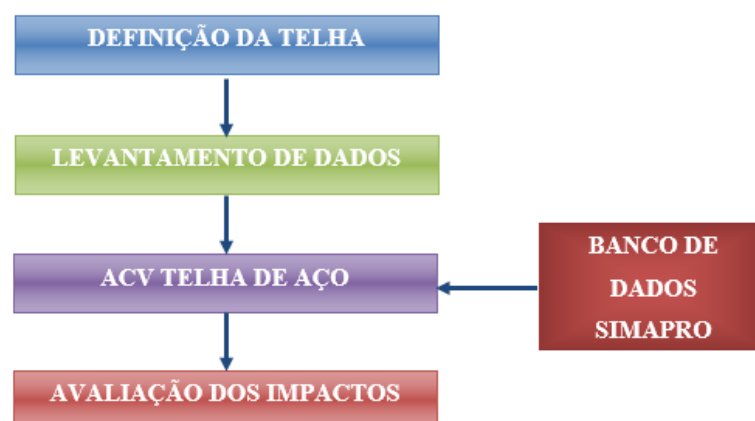 DEFINIÇÃO DA TELHA
LEVANTAMENTO DE DADOS
ACV TELHA DE AÇO
BANCO DE
DADOS
SIMAPRO
AVALIAÇÃO DOS IMPACTOS